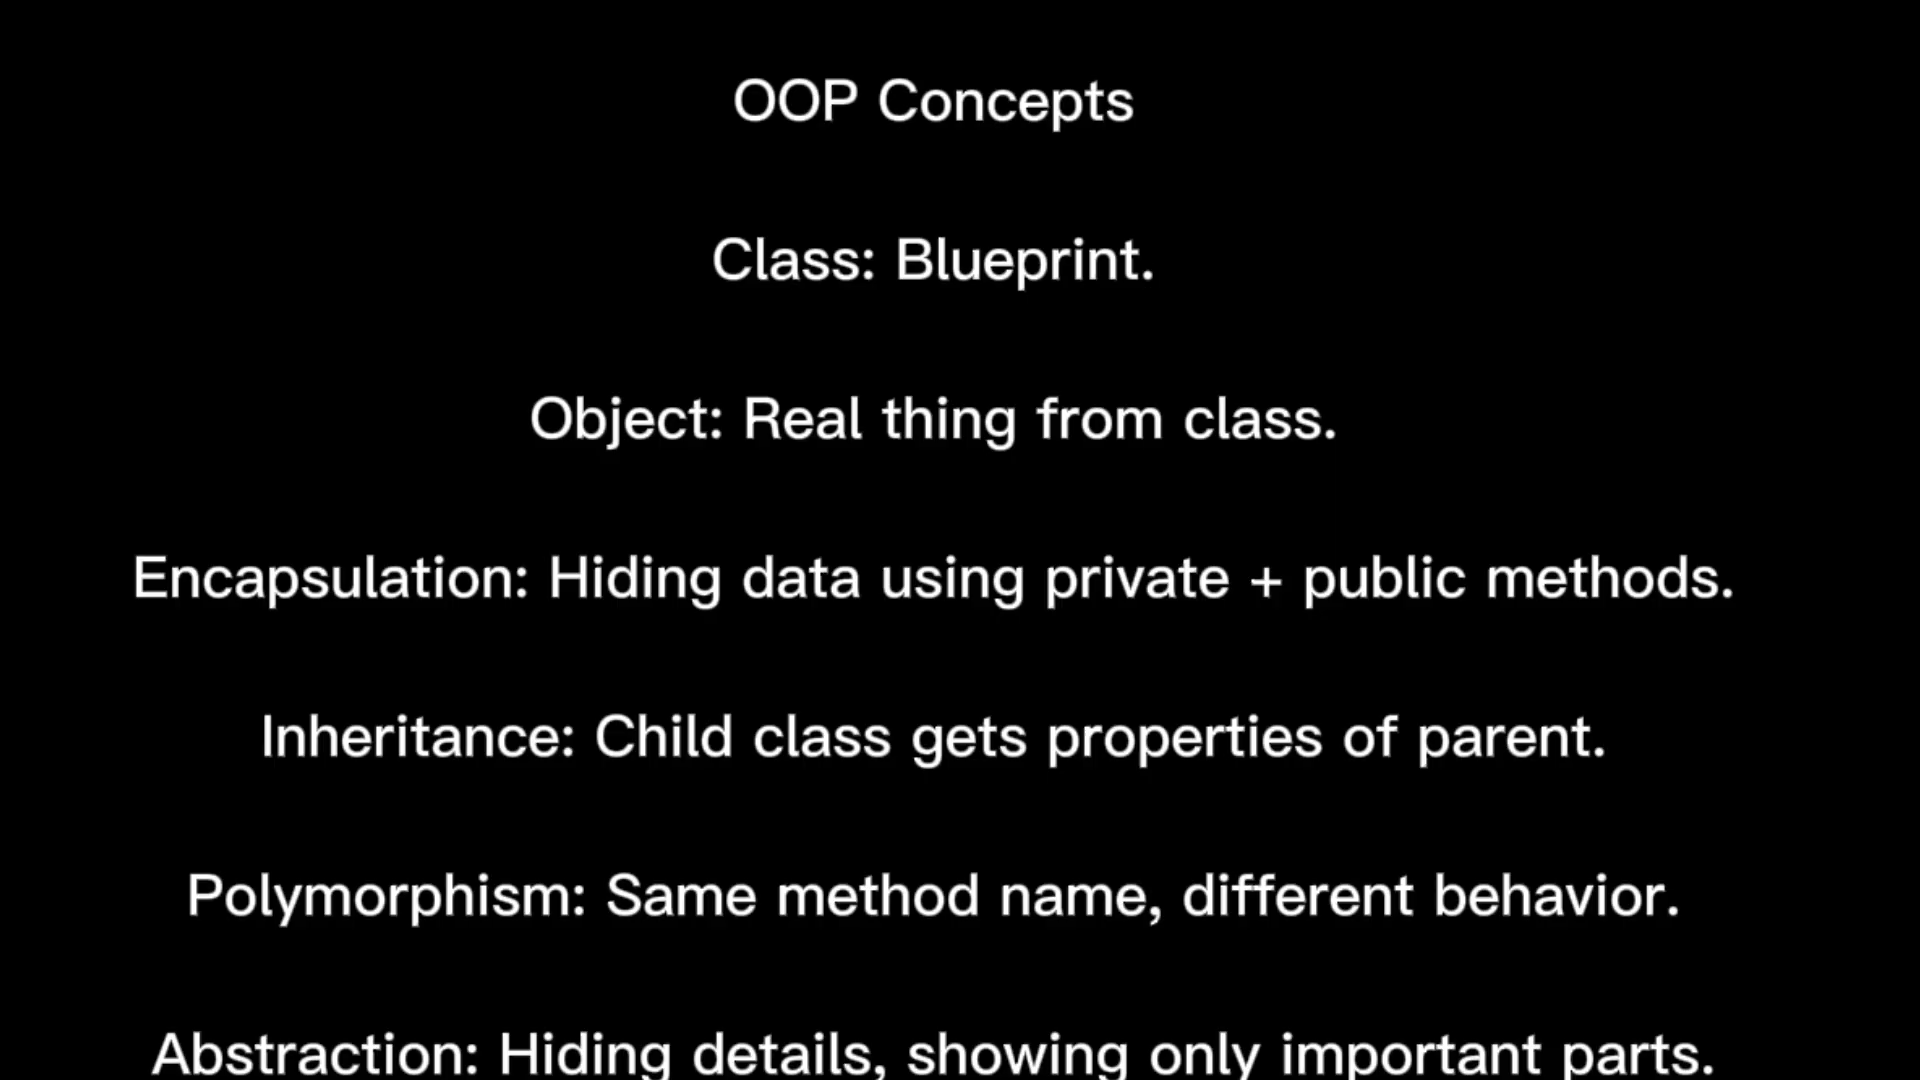 OOP Concepts
Class: Blueprint.
Object: Real thing from class.
Encapsulation: Hiding data using private + public methods.
Inheritance: Child class gets properties of parent.
Polymorphism: Same method name, different behavior.
Abstraction: Hiding details, showing only important parts.